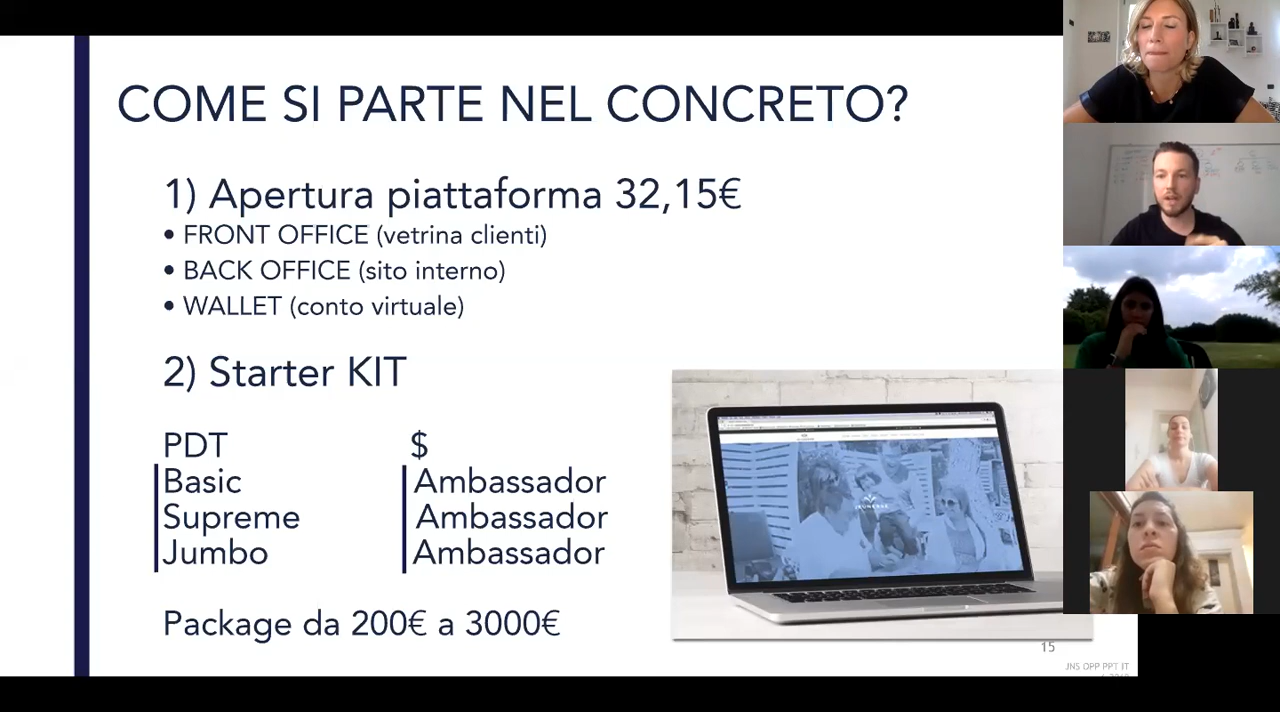 COME SI PARTE NEL CONCRETO?
1) Apertura piattaforma 32,15€
• FRONT OFFICE (vetrina clienti)
• BACK OFFICE (sito interno)
• WALLET (conto virtuale)
2) Starter KIT
PDT $
Basic Ambassador
Supreme Ambassador
Jumbo Ambassador
Package da 200€ a 3000€
JEUNESSE
15
JNS OPP PPT IT